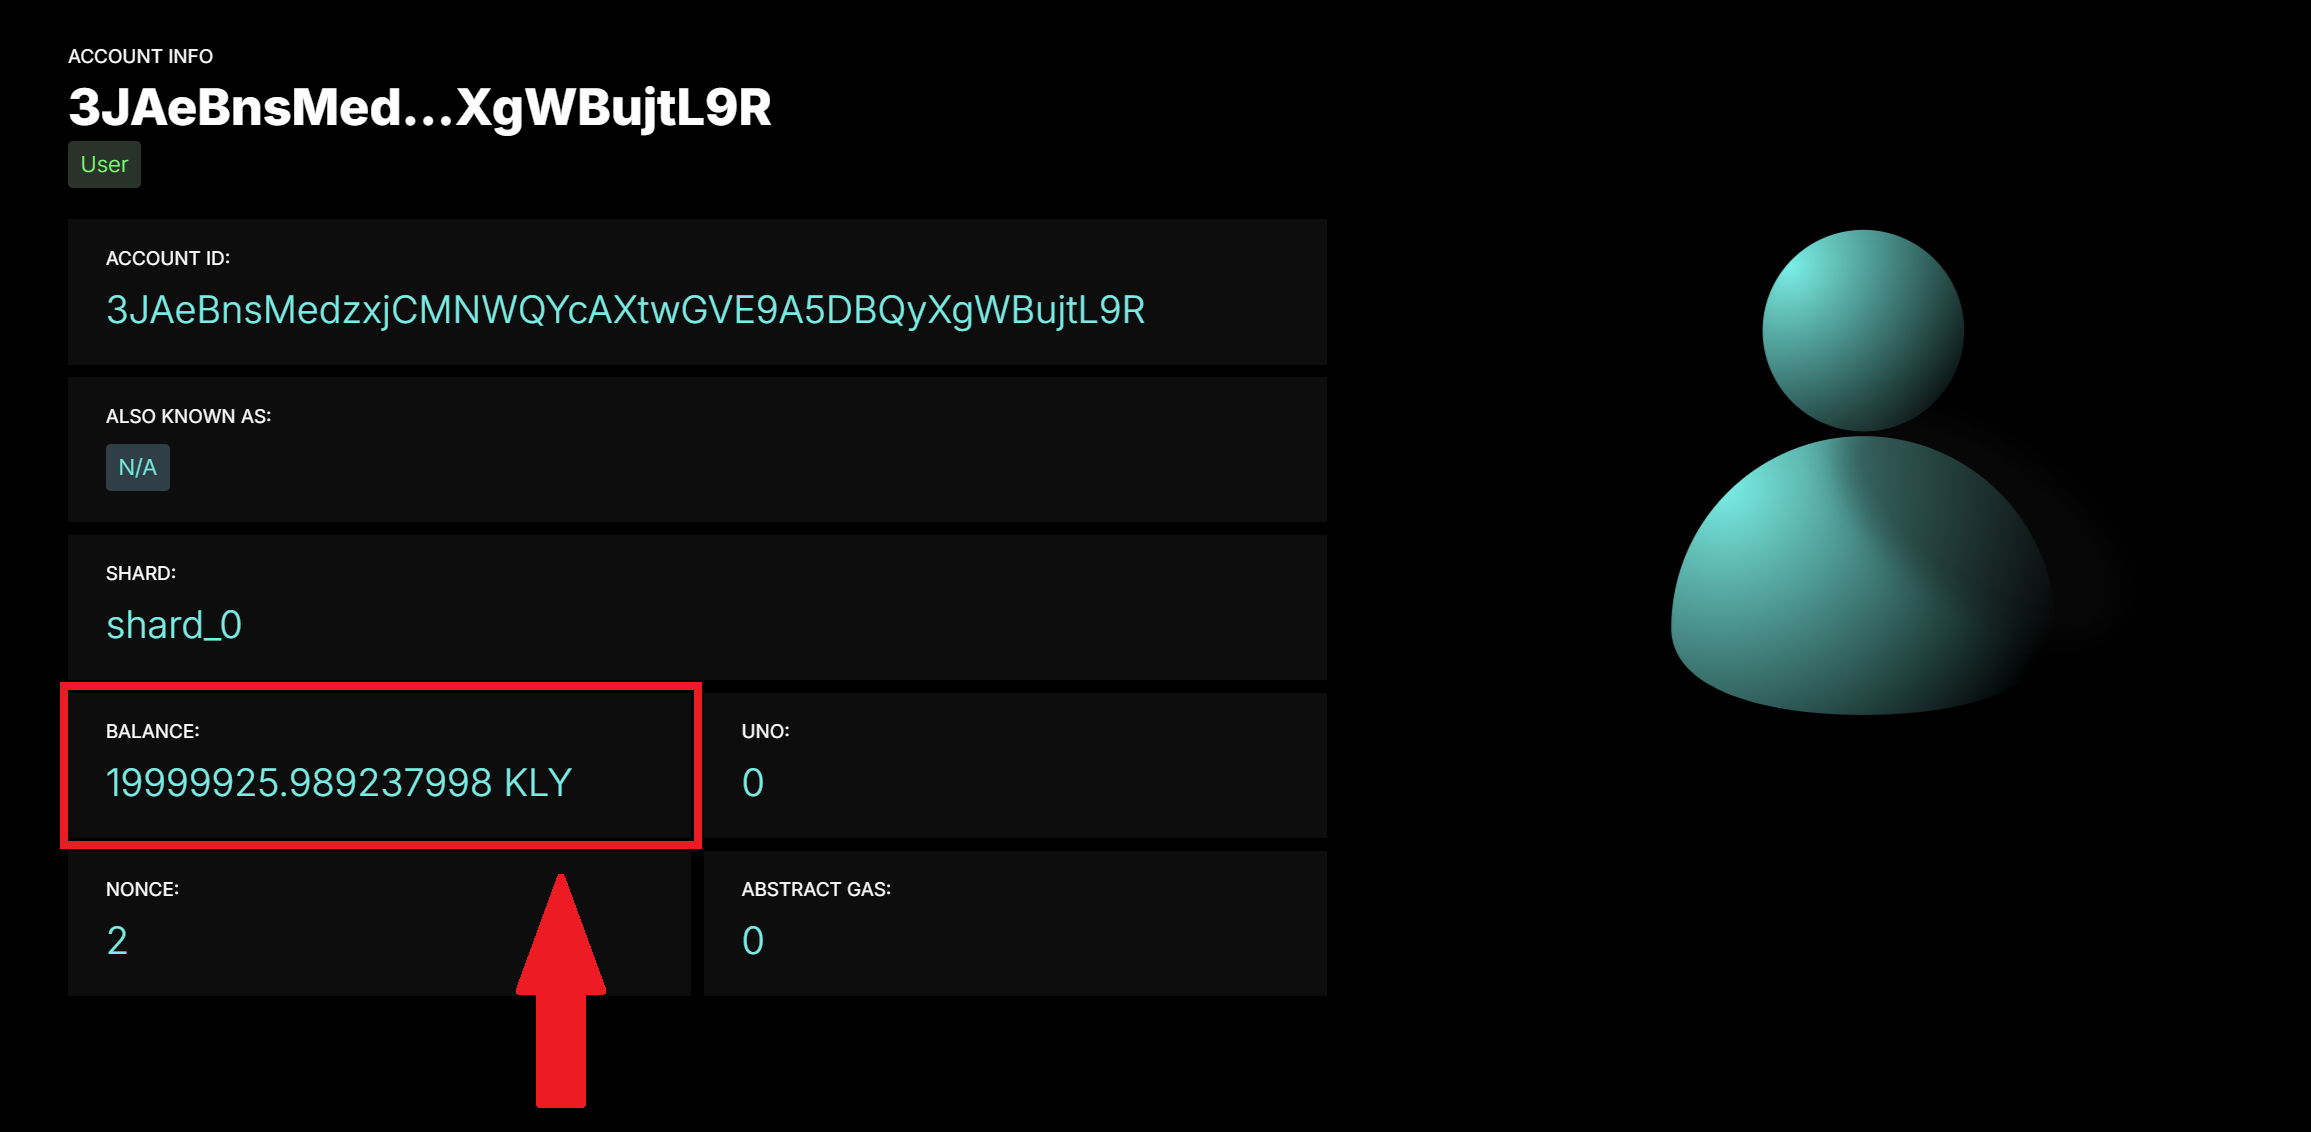 ACCOUNT INFO
3JAeBnsMed...XgWBujtL9R
User
ACCOUNT ID:
3JAeBnsMedzxjCMNWQYcAXtwGVE9A5DBQyXgWBujtL9R
ALSO KNOWN AS:
N/A
SHARD:
shard_0
BALANCE:
19999925.989237998 KLY
UNO:
0
NONCE:
2
ABSTRACT GAS:
0